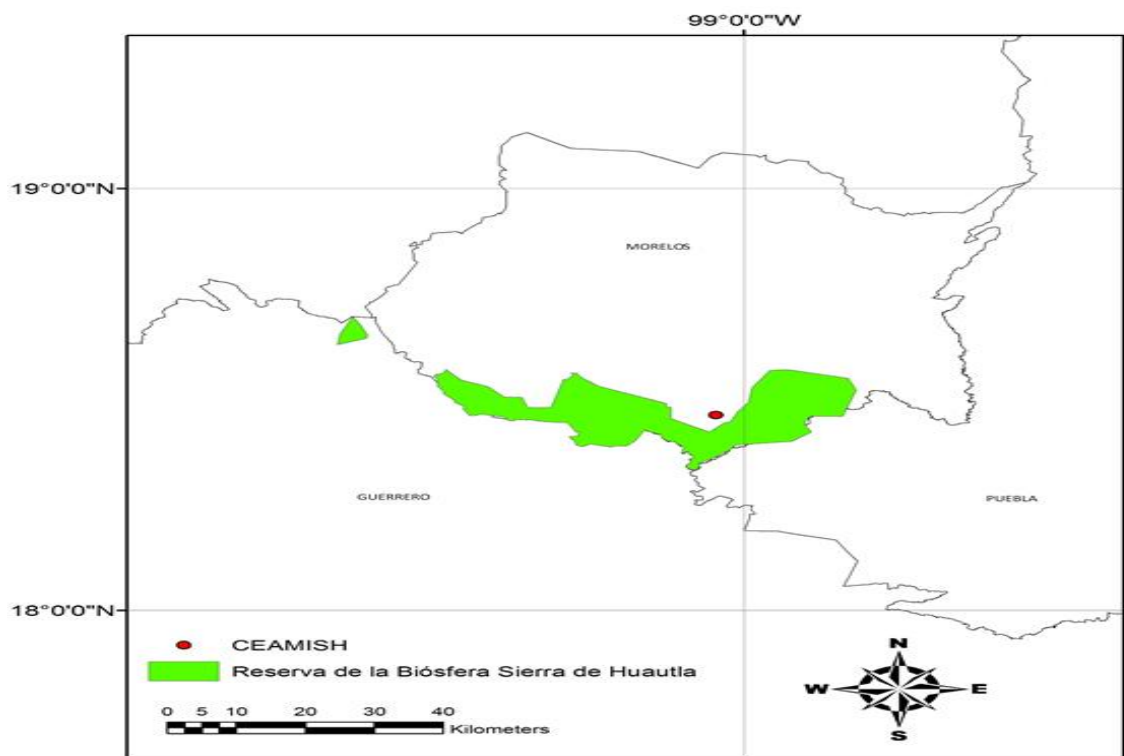 99°0'0"W
19°0'0"N
MORELOS
GUERRERO
PUEBLA
18°0'0"N
CEAMISH
Reserva de la Biósfera Sierra de Huautla
0 5 10 20 30 40
Kilometers
N
W E
S